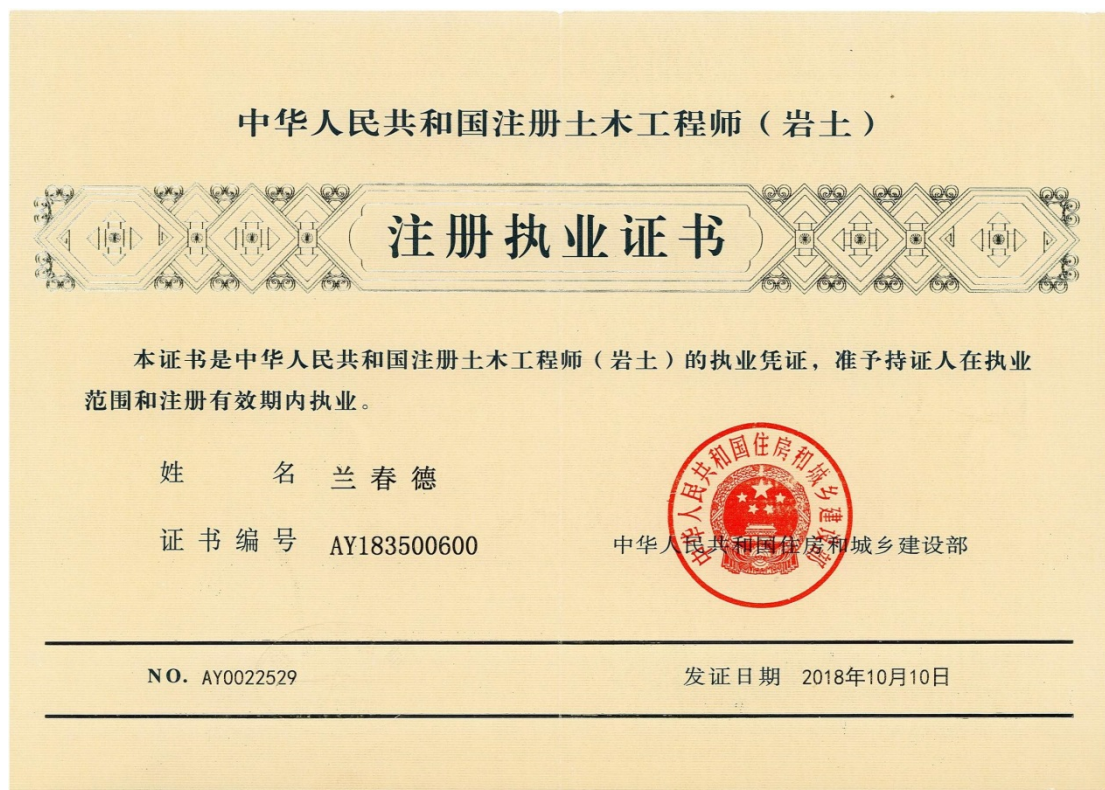 中华人民共和国注册土木工程师（岩土）
注册执业证书
本证书是中华人民共和国注册土木工程师（岩土）的执业凭证，准予持证人在执业
范围和注册有效期内执业。
姓 名 兰春德
证书编号 AY183500600
中华人民共和国住房和城乡建设部
中华人民共和国住房和城乡建设部
NO. AY0022529
发证日期 2018年10月10日